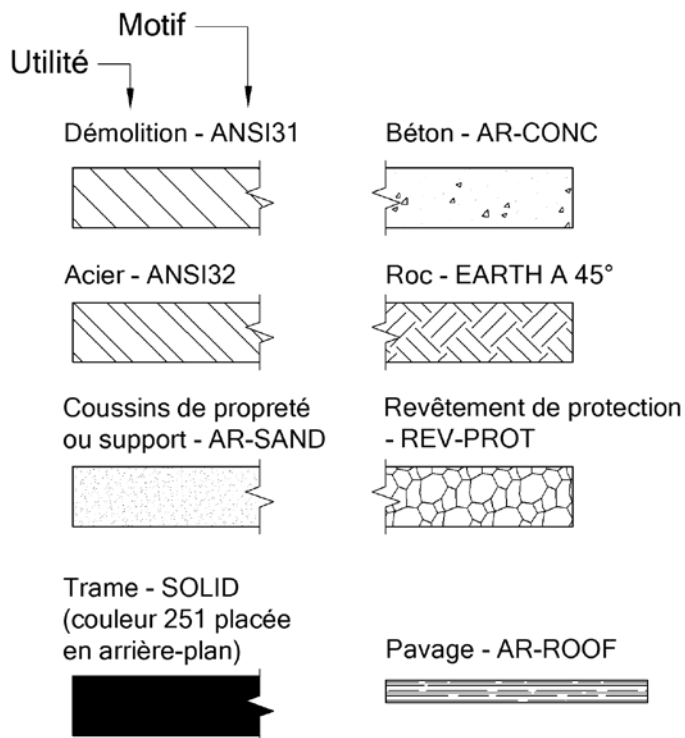 Motif
Utilité
Démolition - ANSI31
Béton - AR-CONC
Acier - ANSI32
Roc - EARTH A 45°
Coussins de propreté
ou support - AR-SAND
Revêtement de protection
- REV-PROT
Trame - SOLID
(couleur 251 placée
en arrière-plan)
Pavage - AR-ROOF